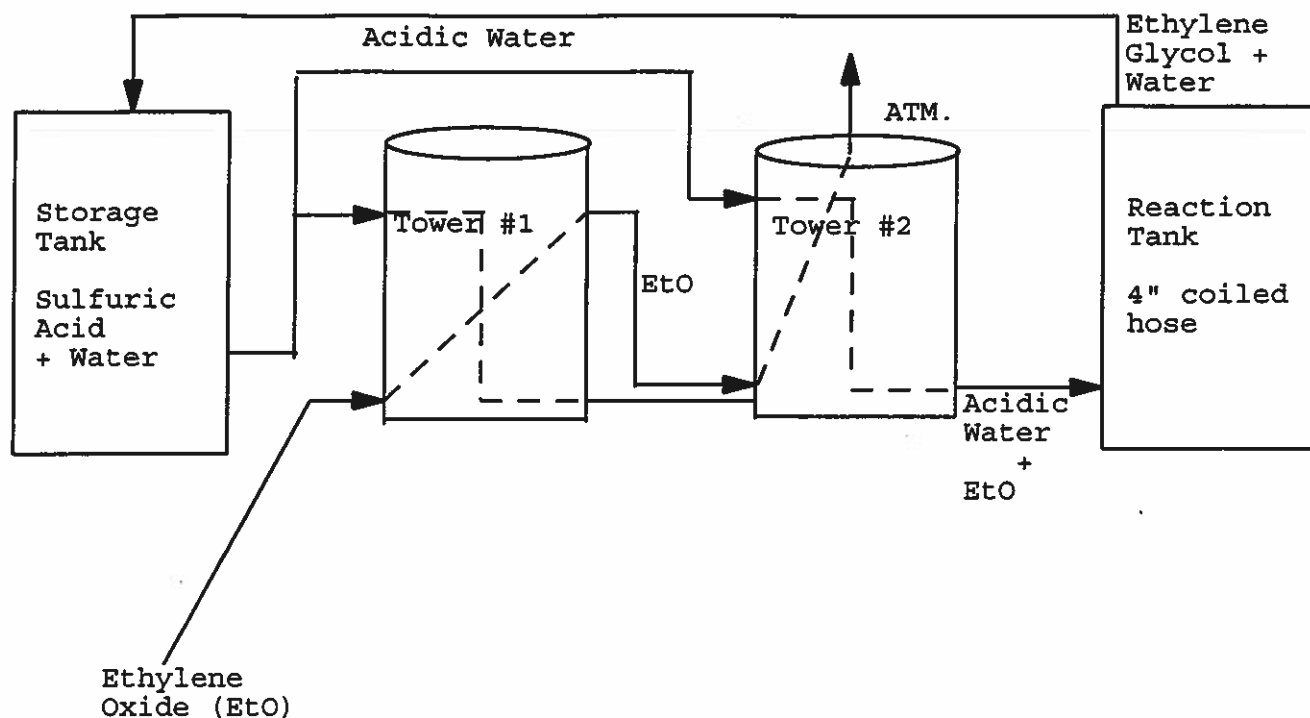 Acidic Water
Ethylene
Glycol +
Water
ATM.
Storage
Tank
Sulfuric
Acid
+ Water
Tower #1
EtO
Tower #2
Reaction
Tank
4" coiled
hose
Acidic
Water
+
EtO
Ethylene
Oxide (EtO)